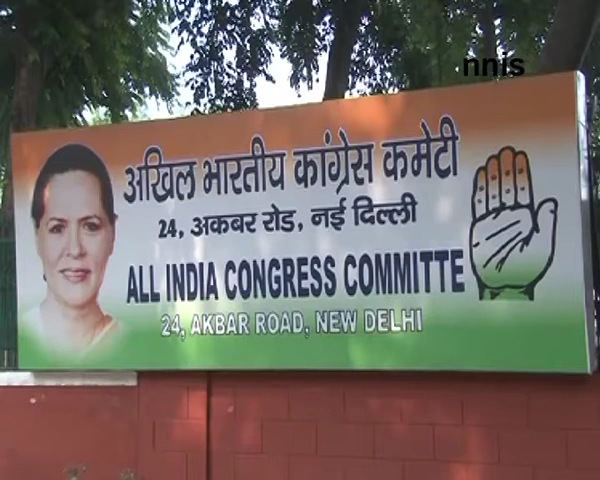 nnis
अखिल भारतीय कांग्रेस कमेटी
24, अकबर रोड, नई दिल्ली
ALL INDIA CONGRESS COMMITTE
24, AKBAR ROAD, NEW DELHI